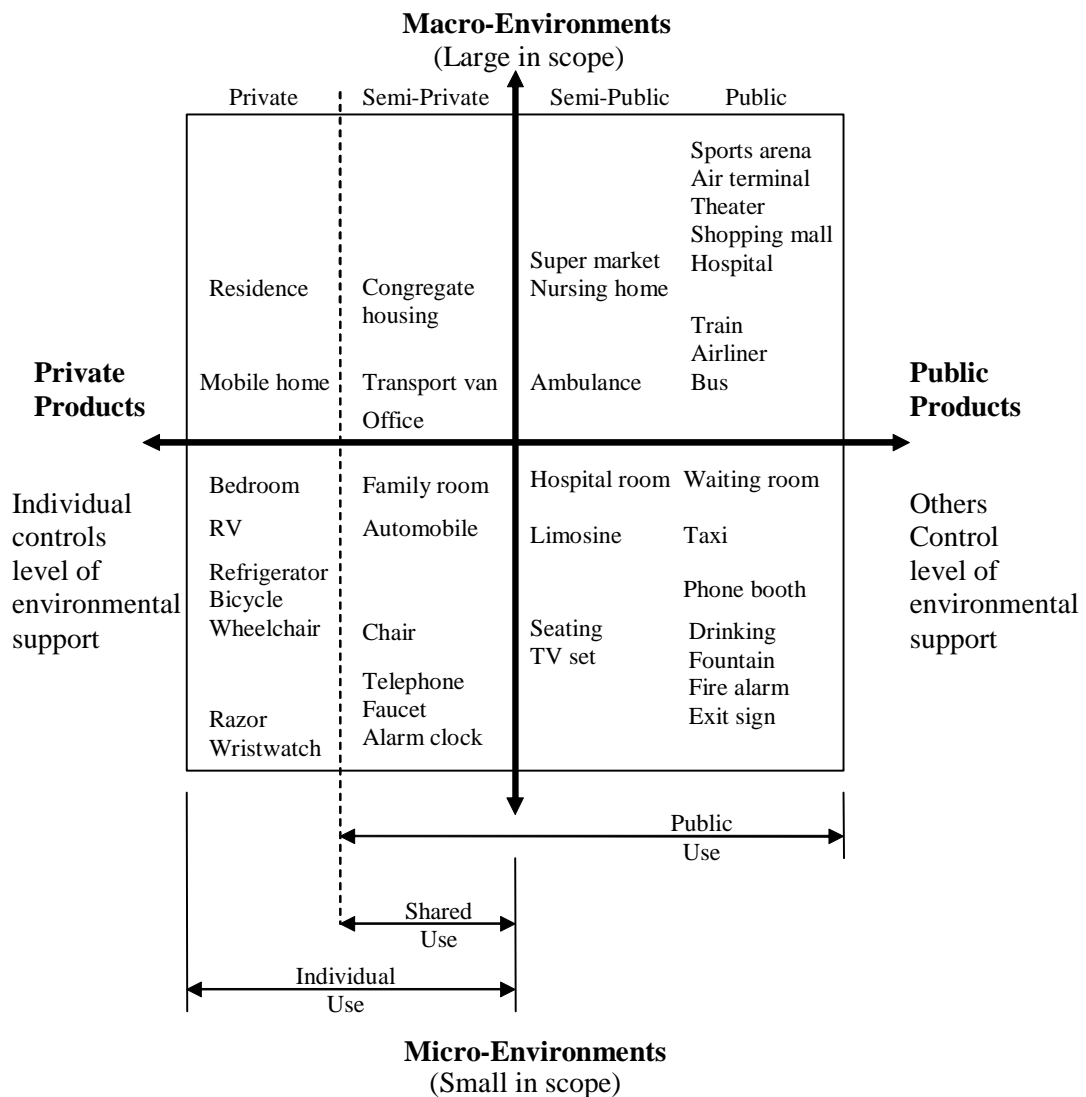 Macro-Environments
(Large in scope)
Private
Semi-Private
Semi-Public
Public
Sports arena
Air terminal
Theater
Shopping mall
Hospital
Super market
Nursing home
Residence
Congregate
housing
Train
Airliner
Bus
Mobile home
Transport van
Ambulance
Office
Private
Products
Public
Products
Individual
controls
level of
environmental
support
Bedroom
Family room
Hospital room
Waiting room
RV
Automobile
Limosine
Taxi
Refrigerator
Bicycle
Wheelchair
Phone booth
Chair
Seating
TV set
Drinking
Fountain
Fire alarm
Exit sign
Telephone
Faucet
Alarm clock
Razor
Wristwatch
Others
Control
level of
environmental
support
Public
Use
Shared
Use
Individual
Use
Micro-Environments
(Small in scope)